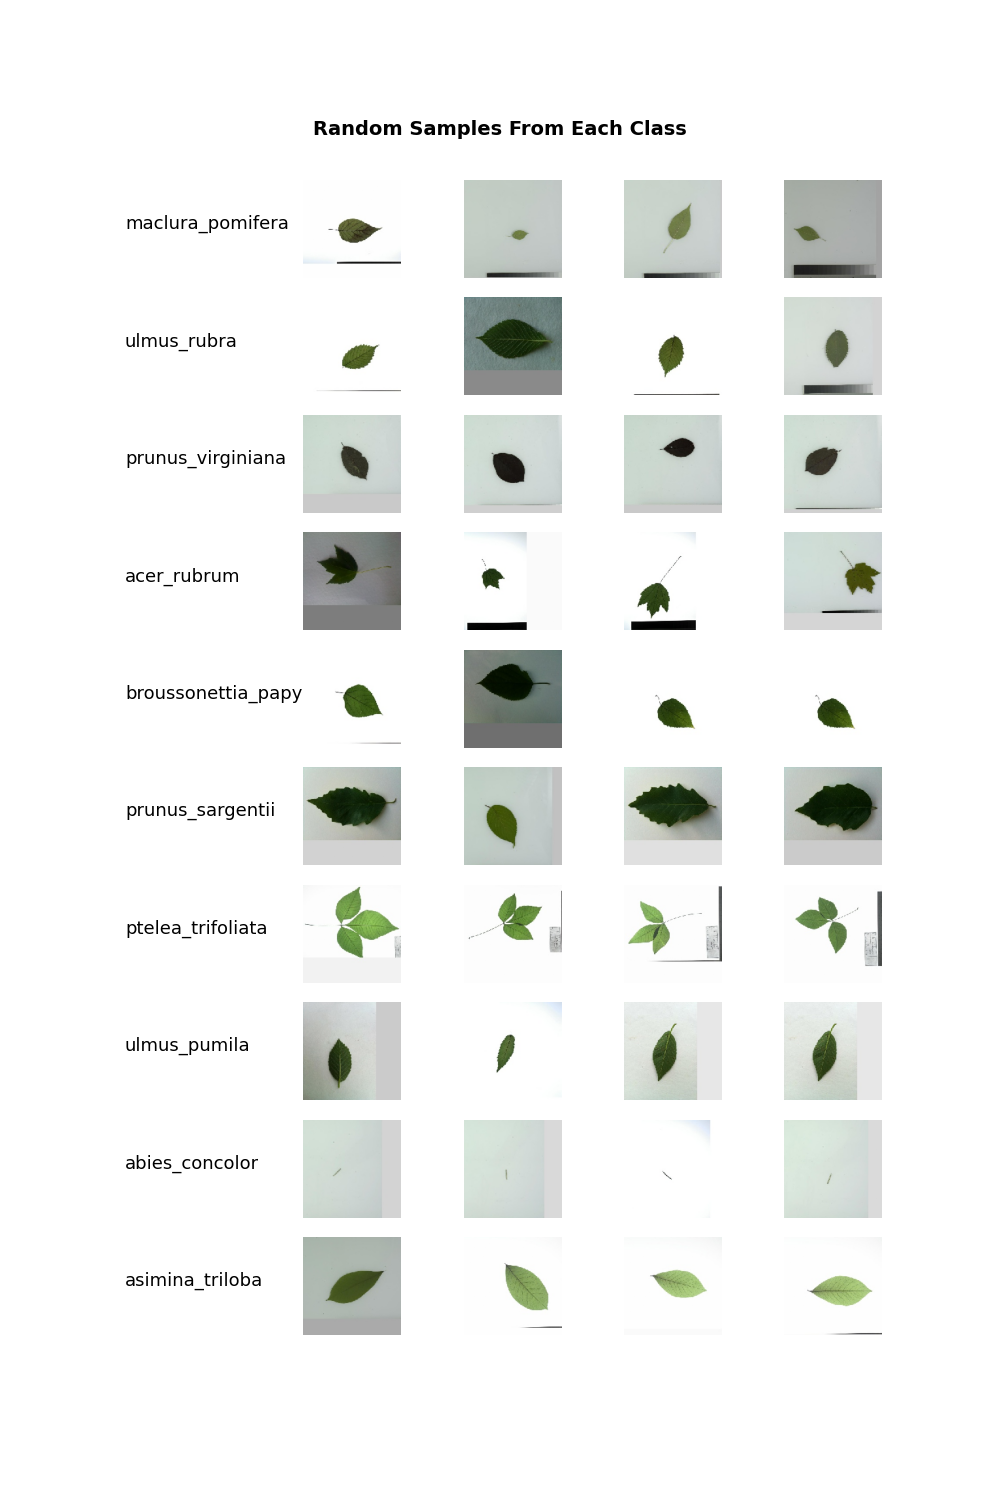 Random Samples From Each Class
maclura_pomifera
ulmus_rubra
prunus_virginiana
acer_rubrum
broussonettia_papy
prunus_sargentii
ptelea_trifoliata
ulmus_pumila
abies_concolor
asimina_triloba